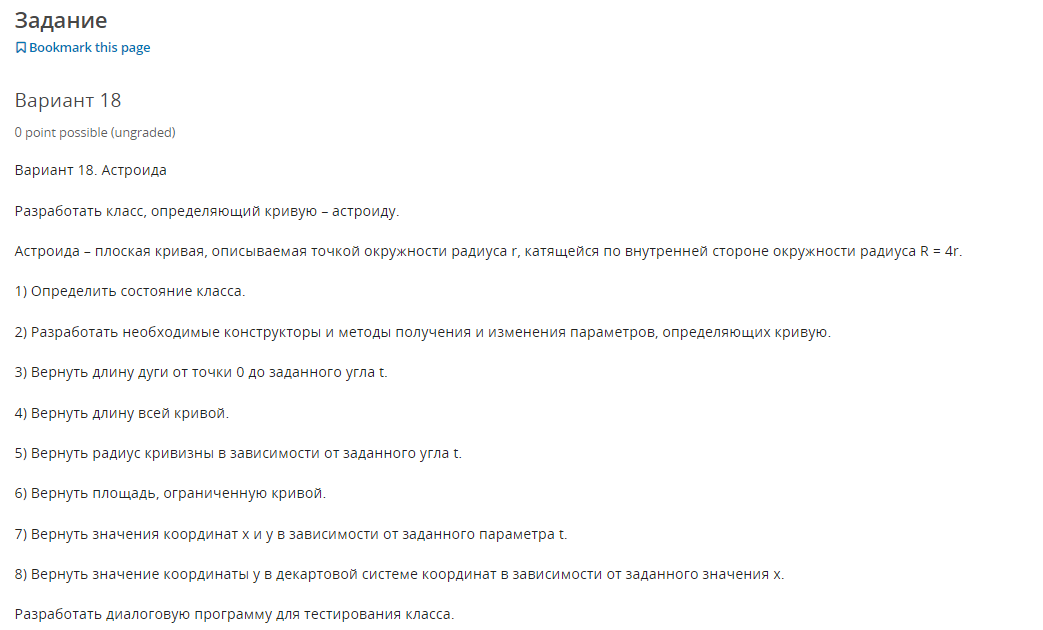 Задание
Bookmark this page
Вариант 18
0 point possible (ungraded)
Вариант 18. Астроида
Разработать класс, определяющий кривую – астроиду.
Астроида – плоская кривая, описываемая точкой окружности радиуса r, катящейся по внутренней стороне окружности радиуса R = 4r.
1) Определить состояние класса.
2) Разработать необходимые конструкторы и методы получения и изменения параметров, определяющих кривую.
3) Вернуть длину дуги от точки 0 до заданного угла t.
4) Вернуть длину всей кривой.
5) Вернуть радиус кривизны в зависимости от заданного угла t.
6) Вернуть площадь, ограниченную кривой.
7) Вернуть значения координат x и y в зависимости от заданного параметра t.
8) Вернуть значение координаты y в декартовой системе координат в зависимости от заданного значения x.
Разработать диалоговую программу для тестирования класса.